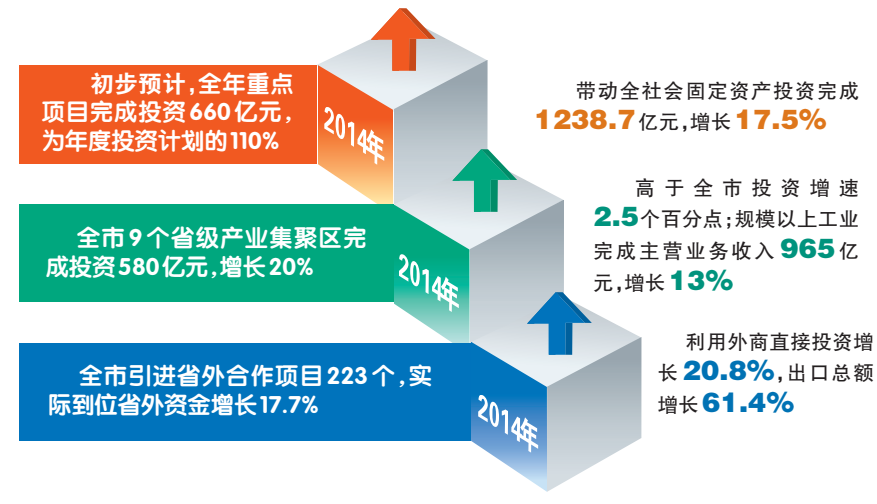 初步预计,全年重点
项目完成投资660亿元,
为年度投资计划的110%
2014年
带动全社会固定资产投资完成
1238.7亿元,增长17.5%
全市9个省级产业集聚区完
成投资580亿元,增长20%
2014年
高于全市投资增速
2.5个百分点;规模以上工业
完成主营业务收入965亿
元,增长13%
全市引进省外合作项目223个,实
际到位省外资金增长17.7%
2014年
利用外商直接投资增
长20.8%,出口总额
增长61.4%